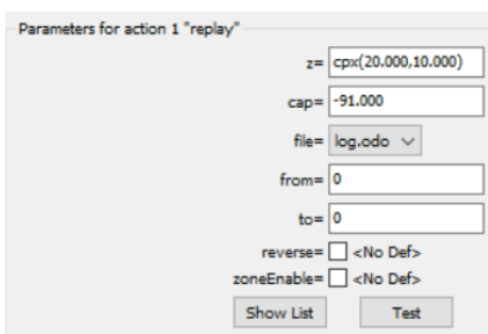 Parameters for action 1 "replay"
z= cpx(20.000,10.000)
cap= -91.000
file= log.odo
from= 0
to= 0
reverse= <No Def>
zoneEnable= <No Def>
Show List Test